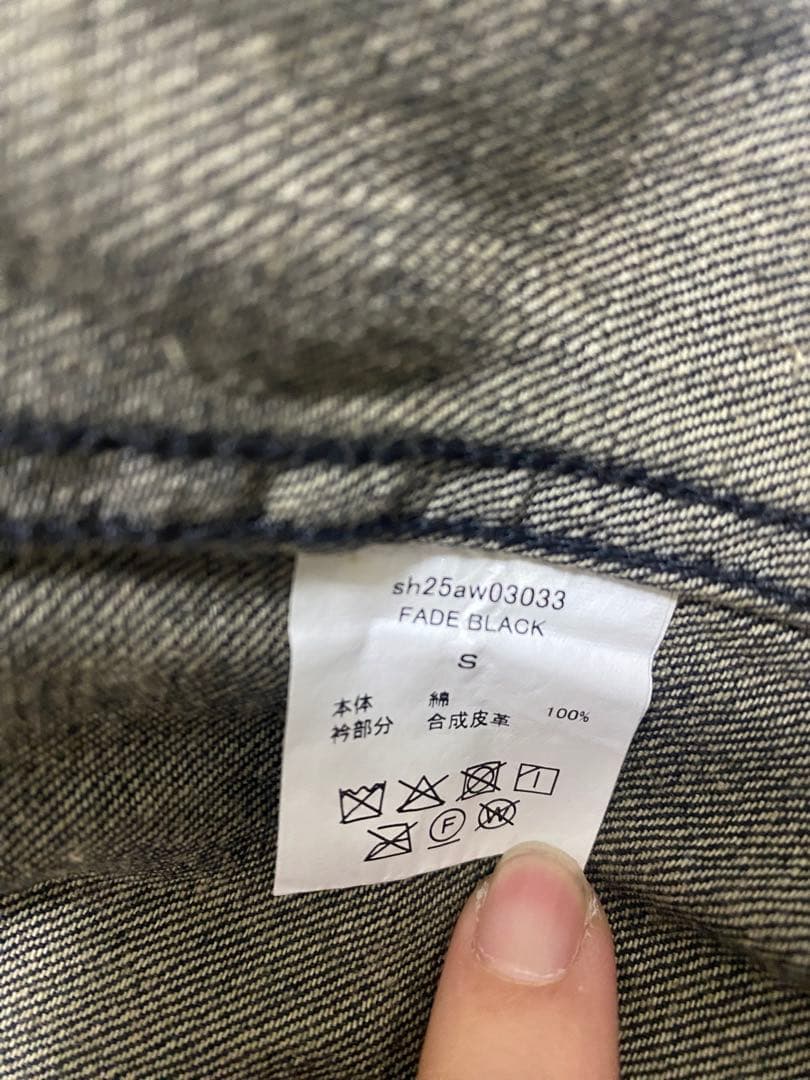 sh25aw03033
FADE BLACK
S
本体 綿 100%
衿部分 合成皮革
F
W